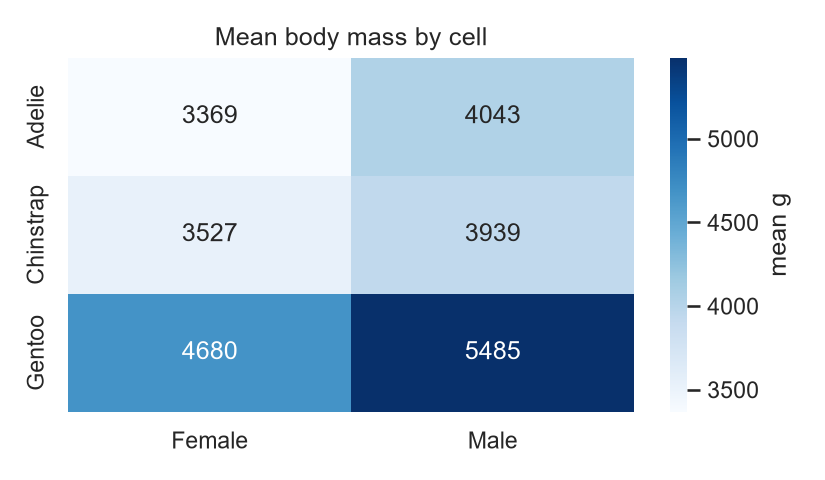 Mean body mass by cell
Adelie
3369
4043
Chinstrap
3527
3939
Gentoo
4680
5485
Female
Male
5000
4500
4000
3500
mean g